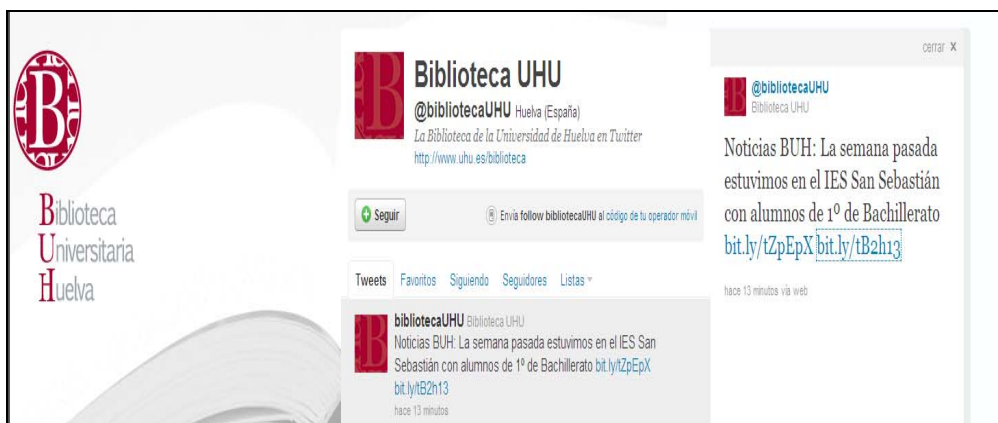 B
Biblioteca
Universitaria
Huelva
Biblioteca UHU
@bibliotecaUHU Huelva (España)
La Biblioteca de la Universidad de Huelva en Twitter
http://www.uhu.es/biblioteca
Seguir
Envía follow bibliotecaUHU al código de tu operador móvil
Tweets Favoritos Siguiendo Seguidores Listas
bibliotecaUHU Biblioteca UHU
Noticias BUH: La semana pasada estuvimos en el IES San
Sebastián con alumnos de 1º de Bachillerato bit.ly/tZpEpX
bit.ly/tB2h13
hace 13 minutos
cerrar X
@bibliotecaUHU
Biblioteca UHU
Noticias BUH: La semana pasada
estuvimos en el IES San Sebastián
con alumnos de 1º de Bachillerato
bit.ly/tZpEpX bit.ly/tB2h13
hace 13 minutos vía web